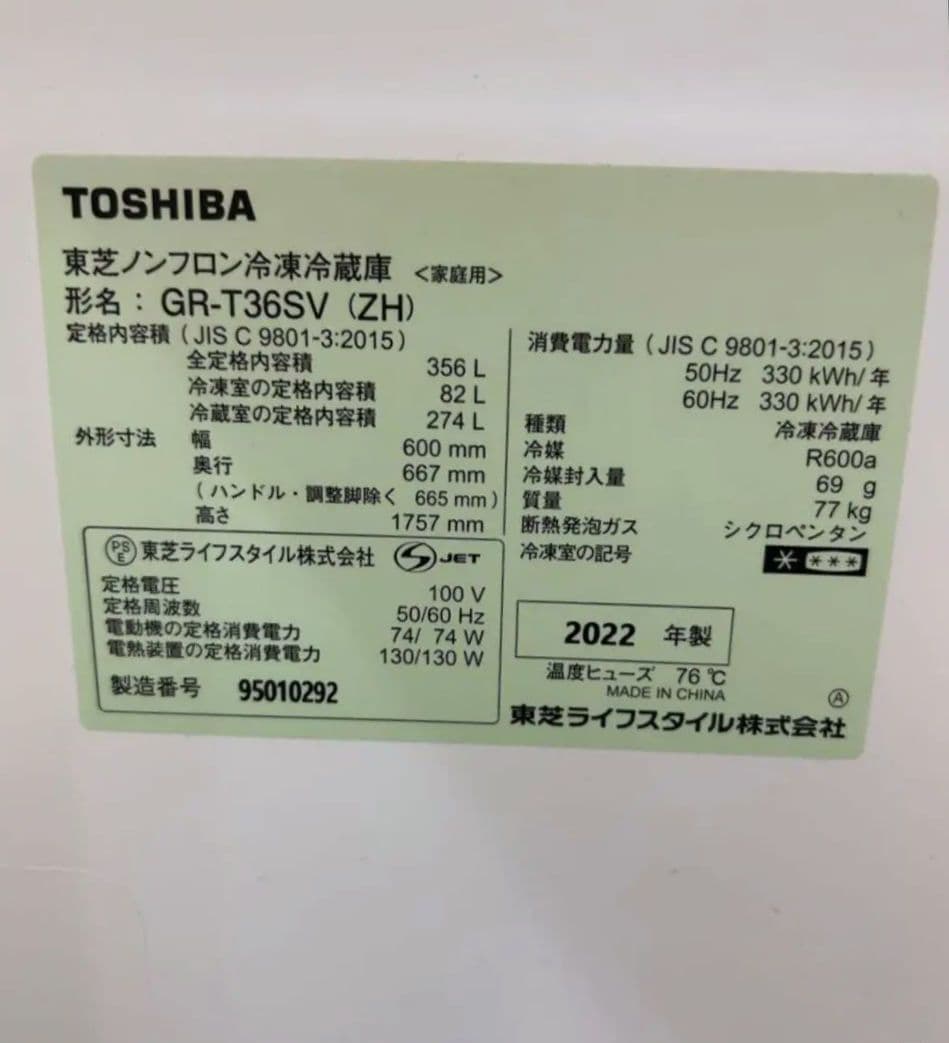 TOSHIBA
東芝ノンフロン冷凍冷蔵庫 <家庭用>
形名：GR-T36SV (ZH)
定格内容積 (JIS C 9801-3:2015)
全定格内容積 356 L
冷凍室の定格内容積 82 L
冷蔵室の定格内容積 274 L
外形寸法 幅 600 mm
奥行 667 mm
(ハンドル・調整脚除く 665 mm)
高さ 1757 mm
PSE 東芝ライフスタイル株式会社 S JET
定格電圧 100 V
定格周波数 50/60 Hz
電動機の定格消費電力 74/ 74 W
電熱装置の定格消費電力 130/130 W
製造番号 95010292
消費電力量 (JIS C 9801-3:2015)
50Hz 330 kWh/年
60Hz 330 kWh/年
種類 冷凍冷蔵庫
冷媒 R600a
冷媒封入量 69 g
質量 77 kg
断熱発泡ガス シクロペンタン
冷凍室の記号 * ***
2022 年製
温度ヒューズ 76 ℃
MADE IN CHINA
Ⓐ
東芝ライフスタイル株式会社